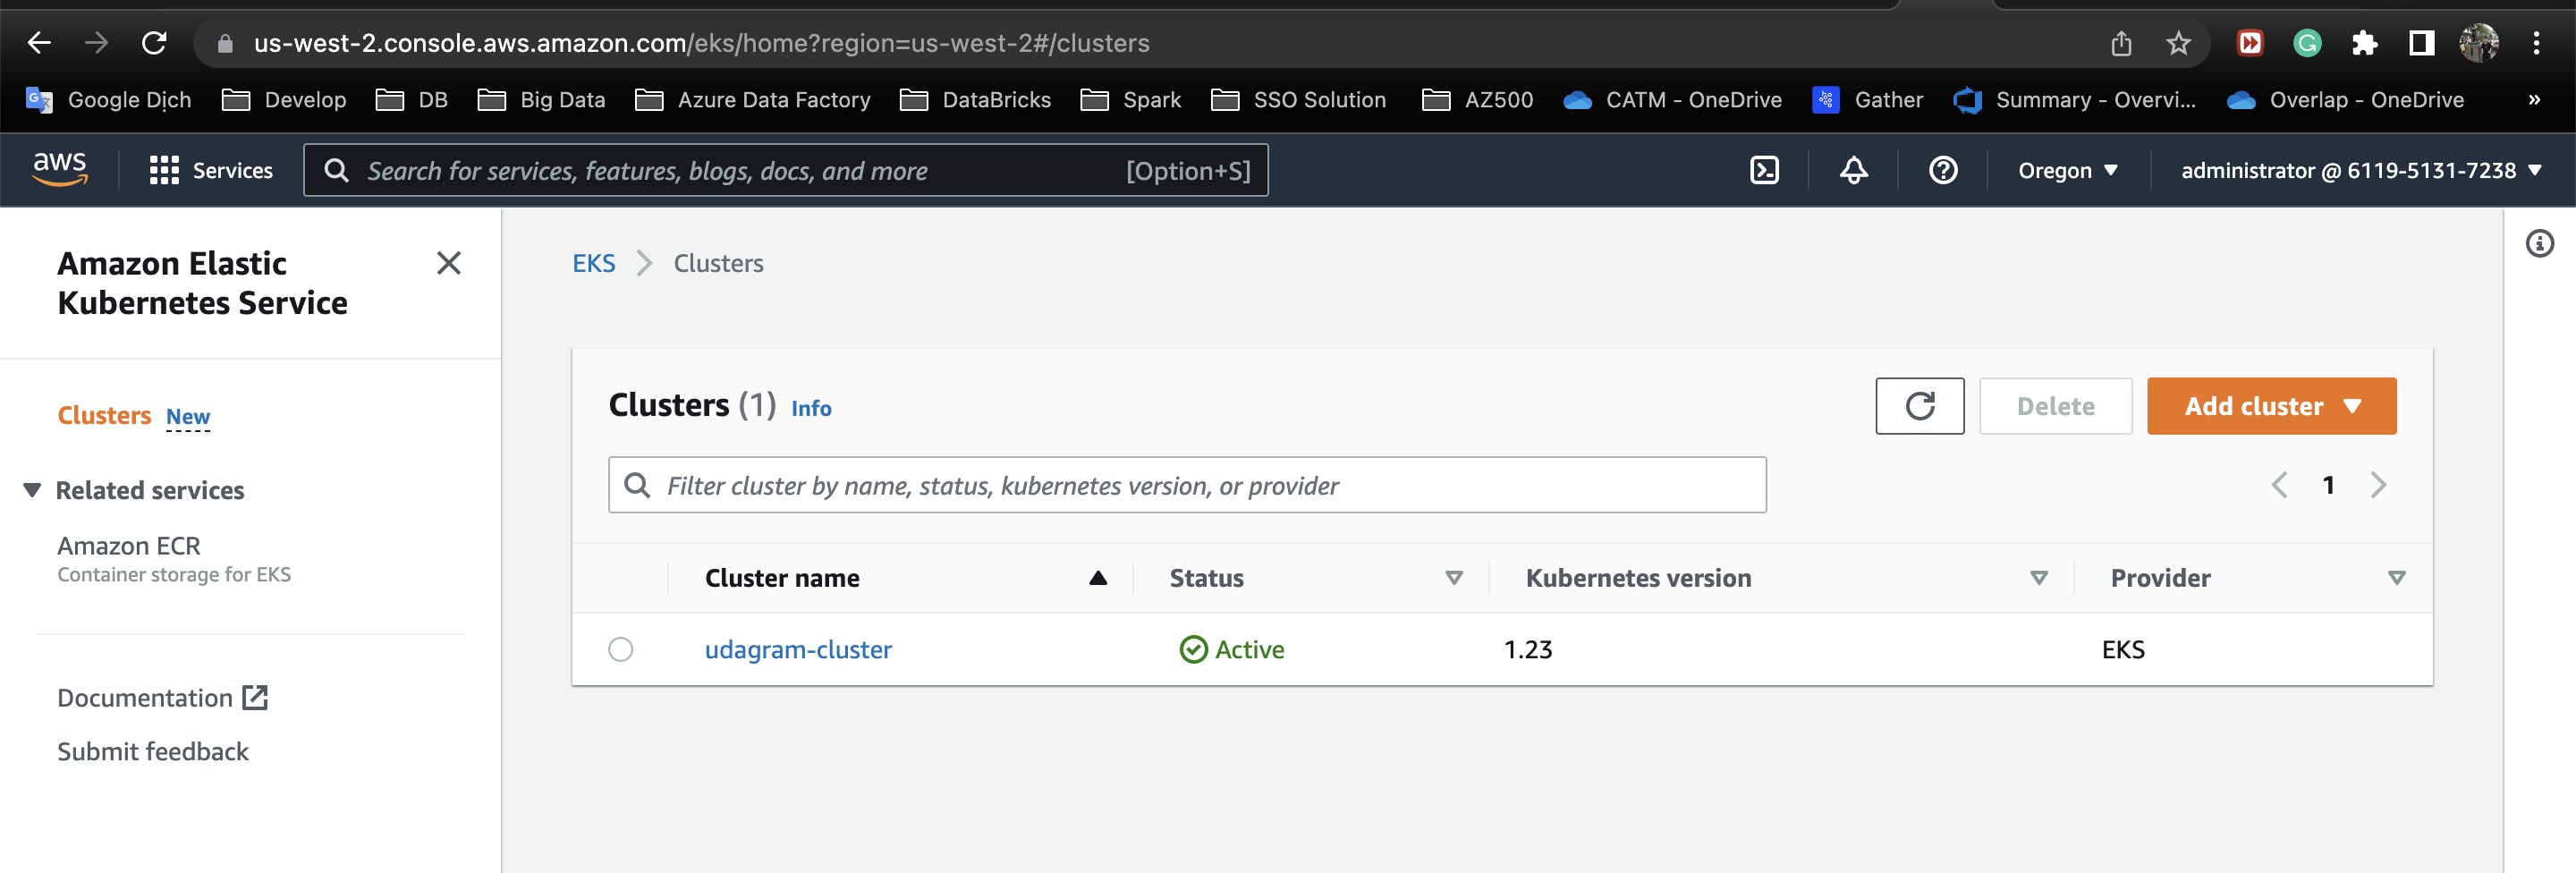 us-west-2.console.aws.amazon.com/eks/home?region=us-west-2#/clusters
Google Dịch Develop DB Big Data Azure Data Factory DataBricks Spark SSO Solution AZ500 CATM - OneDrive Gather Summary - Overvi... Overlap - OneDrive »
aws Services Search for services, features, blogs, docs, and more [Option+S] Oregon administrator @ 6119-5131-7238
Amazon Elastic
Kubernetes Service
Clusters New
Related services
Amazon ECR
Container storage for EKS
Documentation
Submit feedback
EKS Clusters
Clusters (1) Info Delete Add cluster
Filter cluster by name, status, kubernetes version, or provider 1
Cluster name Status Kubernetes version Provider
udagram-cluster Active 1.23 EKS